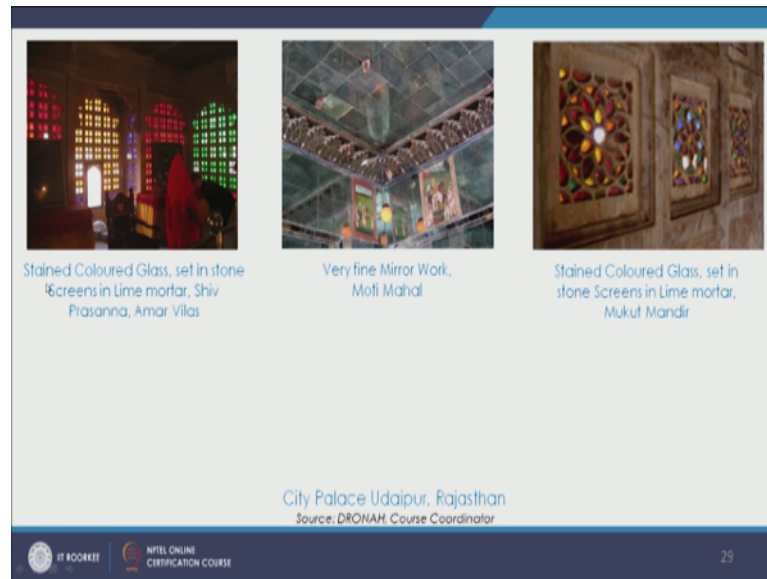 Stained Coloured Glass, set in stone
Screens in Lime mortar, Shiv
Prasanna, Amar Vilas
Very fine Mirror Work,
Moti Mahal
Stained Coloured Glass, set in
stone Screens in Lime mortar,
Mukut Mandir
City Palace Udaipur, Rajasthan
Source: DRONAH, Course Coordinator
IIT ROORKEE
NPTEL ONLINE
CERTIFICATION COURSE
29